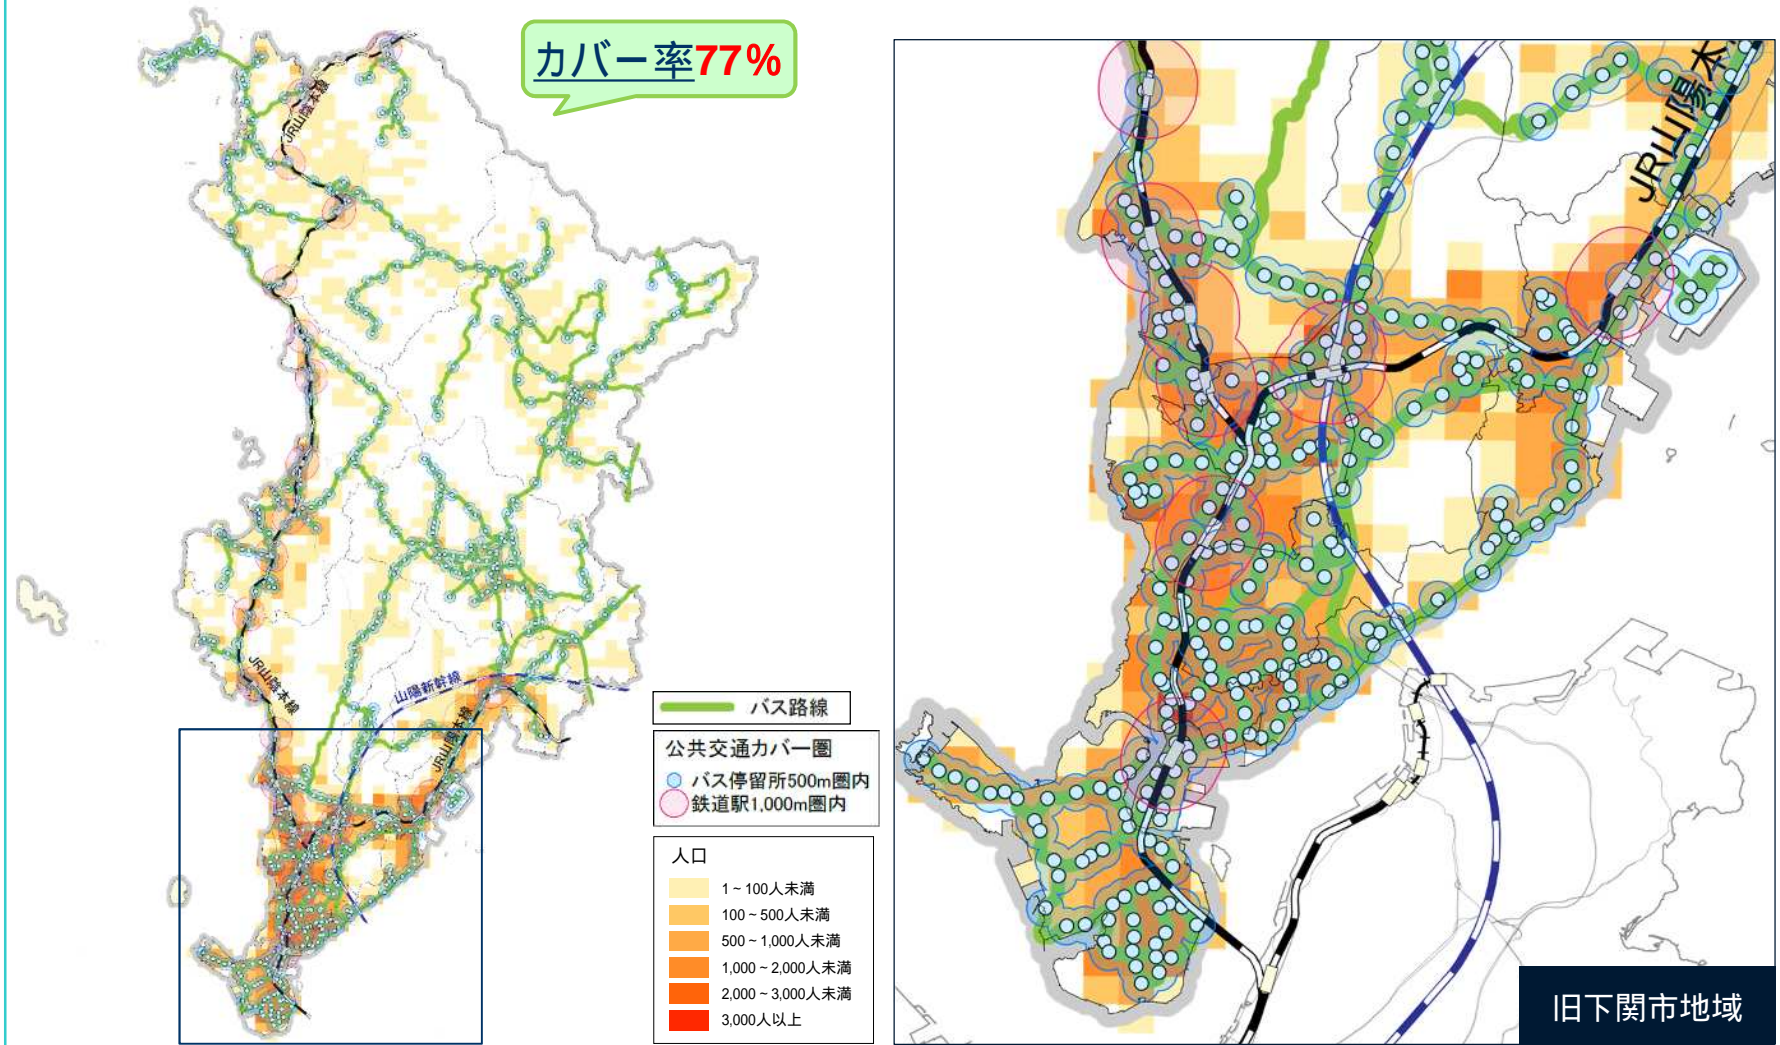 カバー率77%
JR山陰本線
JR山陰本線
山陽新幹線
JR山陽本線
バス路線
公共交通カバー圏
バス停留所500m圏内
鉄道駅1,000m圏内
人口
1~100人未満
100~500人未満
500~1,000人未満
1,000~2,000人未満
2,000~3,000人未満
3,000人以上
JR山陽本
旧下関市地域